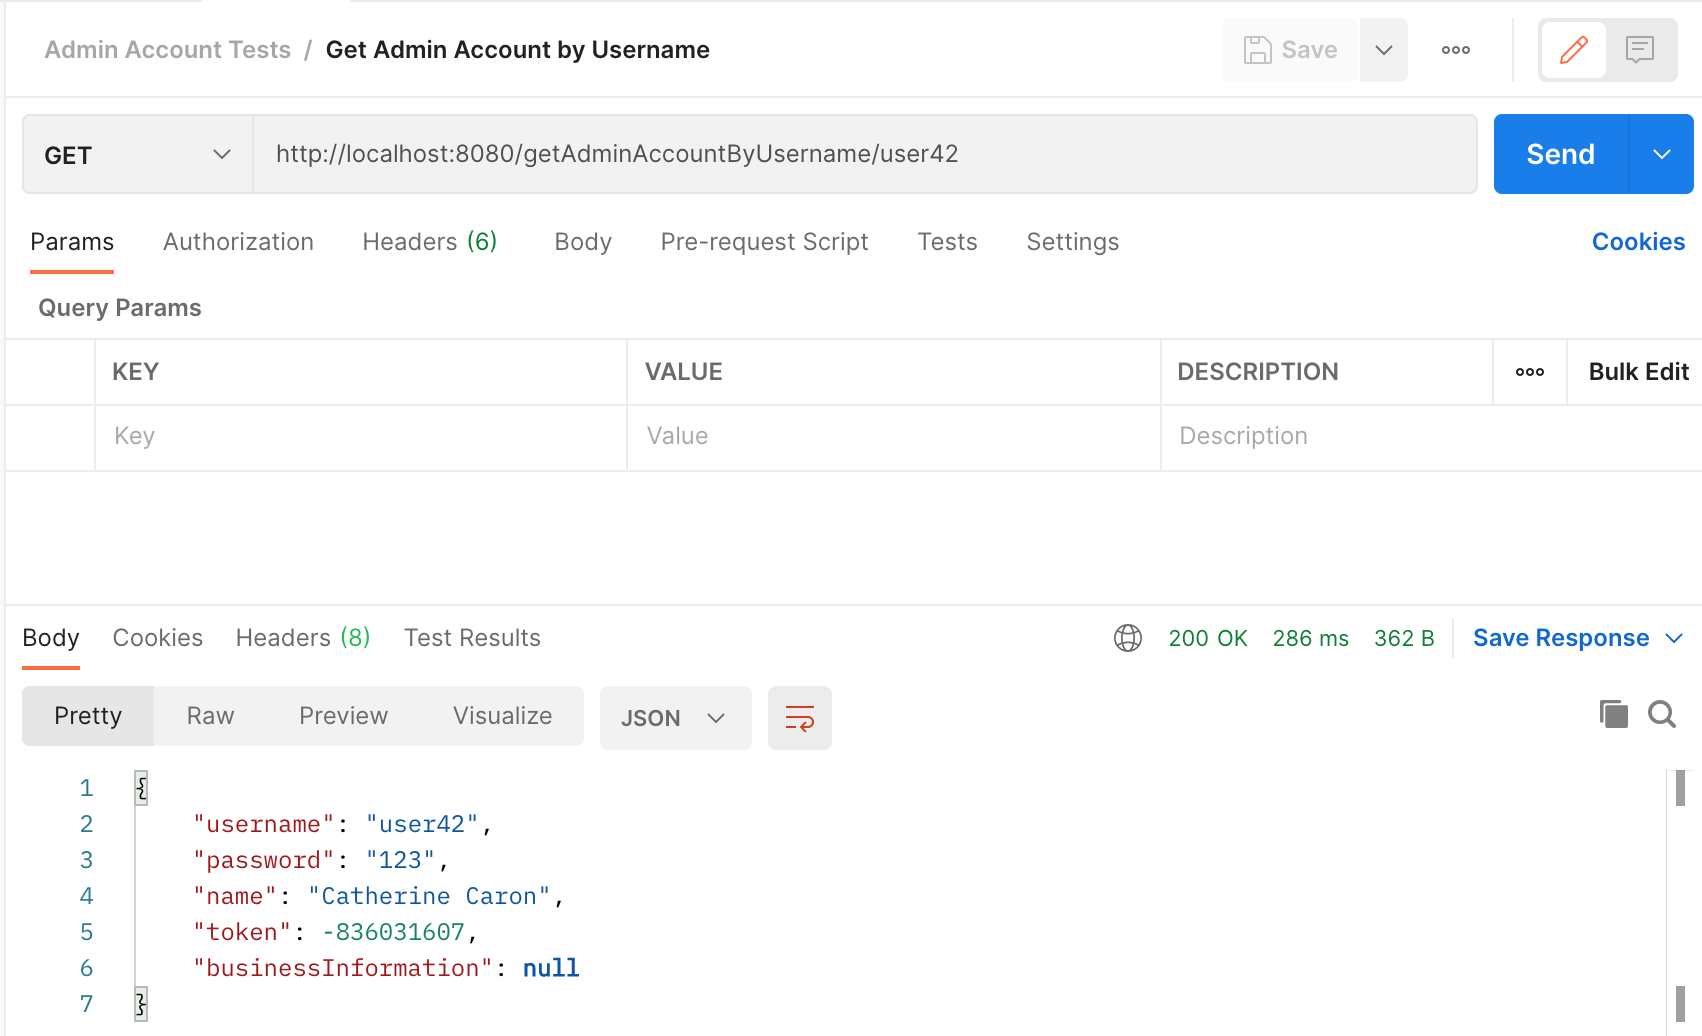 Admin Account Tests / Get Admin Account by Username
Save
GET
http://localhost:8080/getAdminAccountByUsername/user42
Send
Params Authorization Headers (6) Body Pre-request Script Tests Settings
Cookies
Query Params
KEY VALUE DESCRIPTION Bulk Edit
Key Value Description
Body Cookies Headers (8) Test Results
200 OK 286 ms 362 B Save Response
Pretty Raw Preview Visualize JSON
1 {
2 "username": "user42",
3 "password": "123",
4 "name": "Catherine Caron",
5 "token": -836031607,
6 "businessInformation": null
7 }